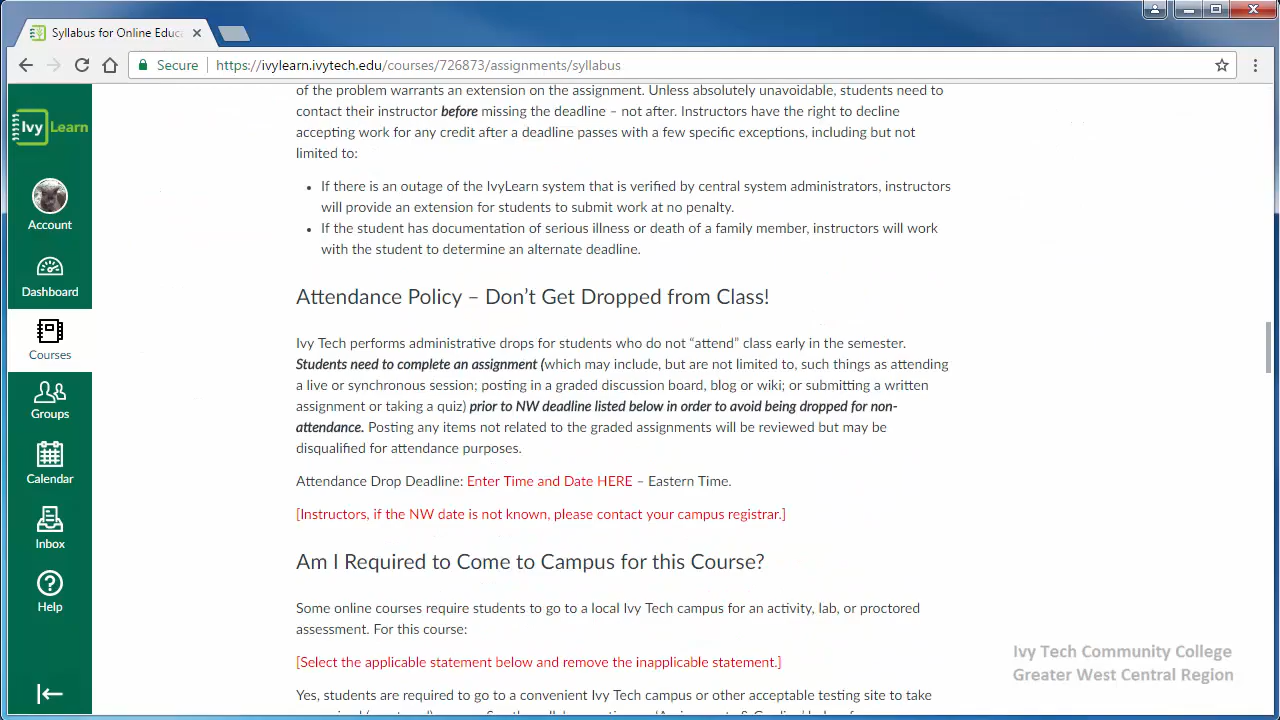 Syllabus for Online Educ
Secure
https://ivylearn.ivytech.edu/courses/726873/assignments/syllabus
Ivy Learn
Account
Dashboard
Courses
Groups
Calendar
Inbox
Help
of the problem warrants an extension on the assignment. Unless absolutely unavoidable, students need to
contact their instructor before missing the deadline – not after. Instructors have the right to decline
accepting work for any credit after a deadline passes with a few specific exceptions, including but not
limited to:
• If there is an outage of the IvyLearn system that is verified by central system administrators, instructors
will provide an extension for students to submit work at no penalty.
• If the student has documentation of serious illness or death of a family member, instructors will work
with the student to determine an alternate deadline.
Attendance Policy – Don’t Get Dropped from Class!
Ivy Tech performs administrative drops for students who do not “attend” class early in the semester.
Students need to complete an assignment (which may include, but are not limited to, such things as attending
a live or synchronous session; posting in a graded discussion board, blog or wiki; or submitting a written
assignment or taking a quiz) prior to NW deadline listed below in order to avoid being dropped for non-
attendance. Posting any items not related to the graded assignments will be reviewed but may be
disqualified for attendance purposes.
Attendance Drop Deadline: Enter Time and Date HERE – Eastern Time.
[Instructors, if the NW date is not known, please contact your campus registrar.]
Am I Required to Come to Campus for this Course?
Some online courses require students to go to a local Ivy Tech campus for an activity, lab, or proctored
assessment. For this course:
[Select the applicable statement below and remove the inapplicable statement.]
Yes, students are required to go to a convenient Ivy Tech campus or other acceptable testing site to take
Ivy Tech Community College
Greater West Central Region